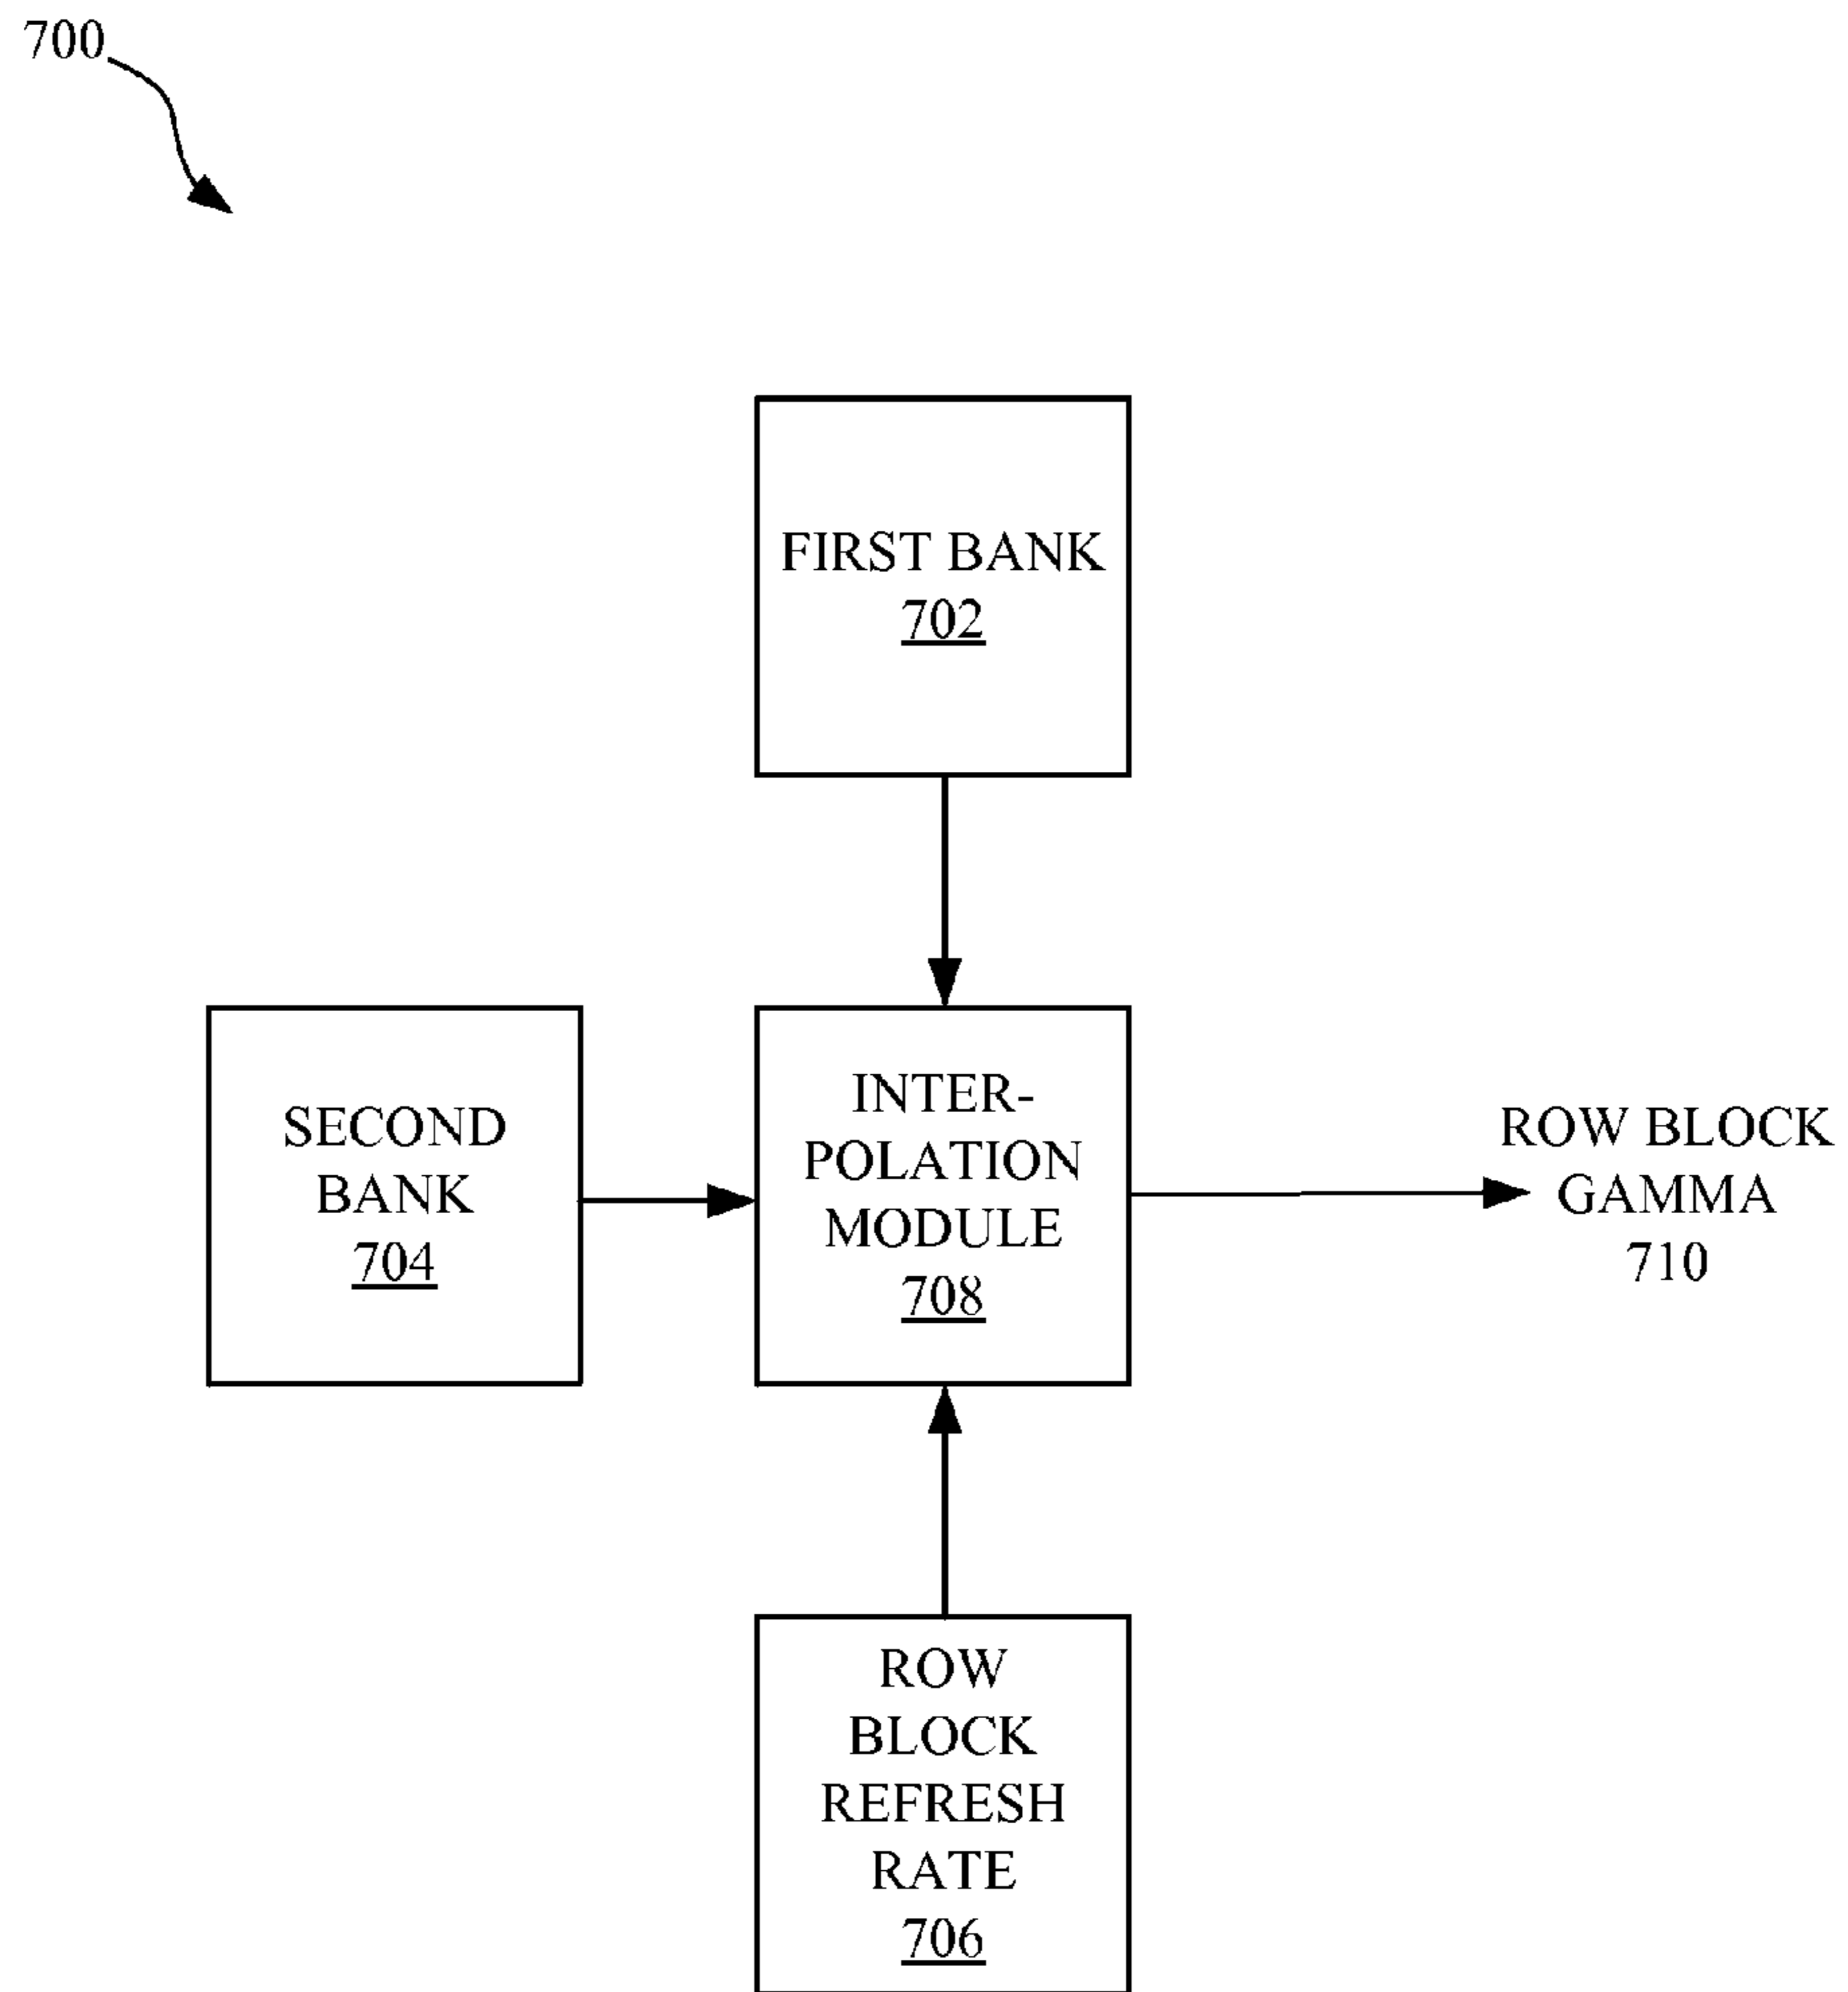 700
FIRST BANK
702
SECOND
BANK
704
INTER-
POLATION
MODULE
708
ROW BLOCK
GAMMA
710
ROW
BLOCK
REFRESH
RATE
706